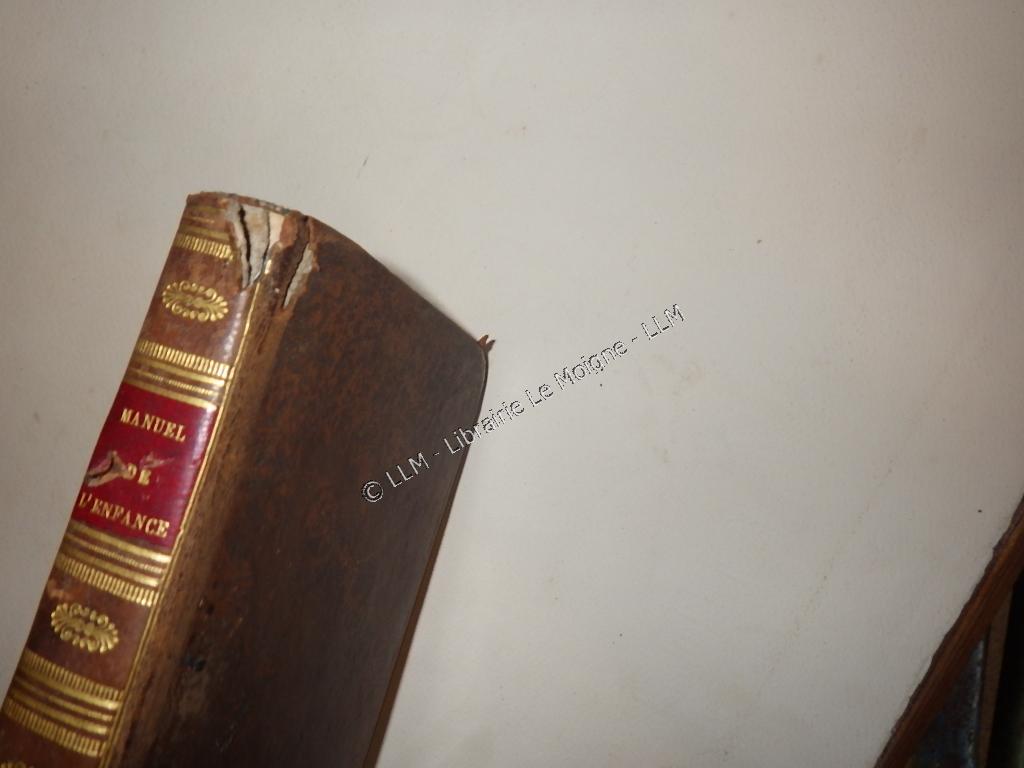 MANUEL
DE
L'ENFANCE
© LLM - Librairie Le Moigne - LLM